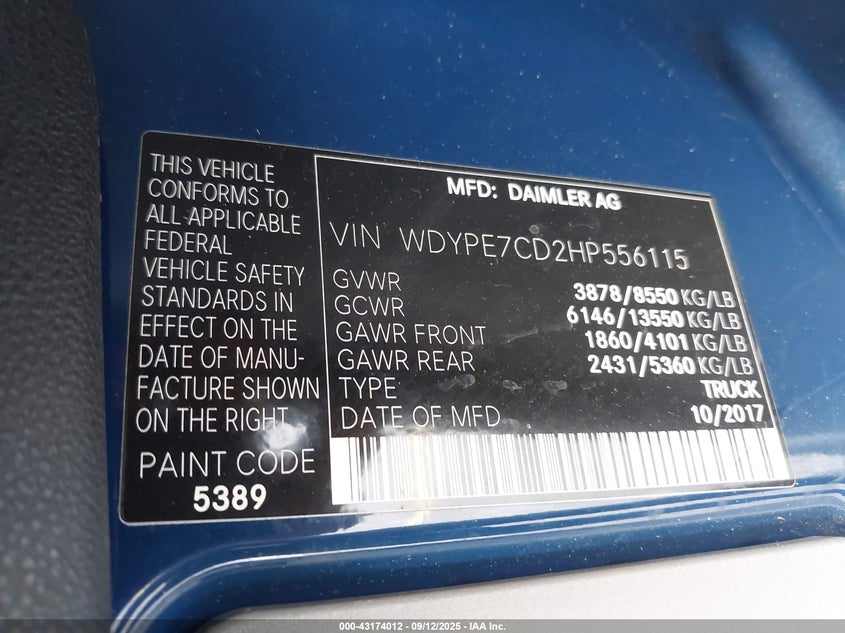 THIS VEHICLE
CONFORMS TO
ALL APPLICABLE
FEDERAL
VEHICLE SAFETY
STANDARDS IN
EFFECT ON THE
DATE OF MANU-
FACTURE SHOWN
ON THE RIGHT
PAINT CODE
5389
MFD: DAIMLER AG
VIN WDYPE7CD2HP556115
GVWR 3878/8550 KG/LB
GCWR 6146/13550 KG/LB
GAWR FRONT 1860/4101 KG/LB
GAWR REAR 2431/5360 KG/LB
TYPE TRUCK
DATE OF MFD 10/2017
000-43174012 - 09/12/2025 - IAA Inc.